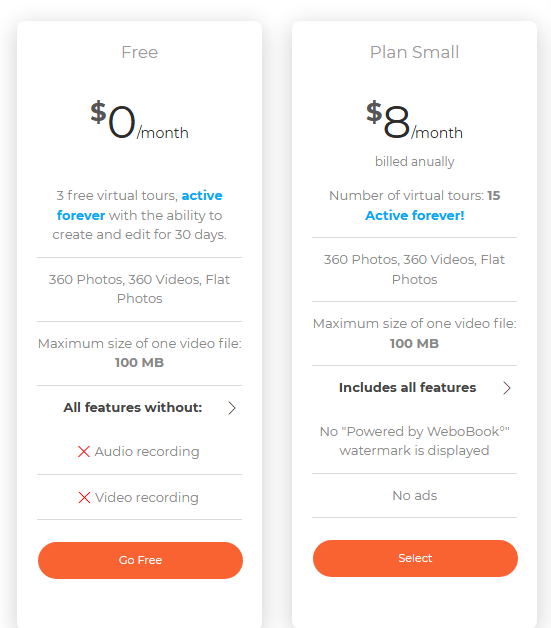 Free
$0/month
3 free virtual tours, active
forever with the ability to
create and edit for 30 days.
360 Photos, 360 Videos, Flat
Photos
Maximum size of one video file:
100 MB
All features without:
Audio recording
Video recording
Go Free
Plan Small
$8/month
billed anually
Number of virtual tours: 15
Active forever!
360 Photos, 360 Videos, Flat
Photos
Maximum size of one video file:
100 MB
Includes all features
No "Powered by WeboBook°"
watermark is displayed
No ads
Select